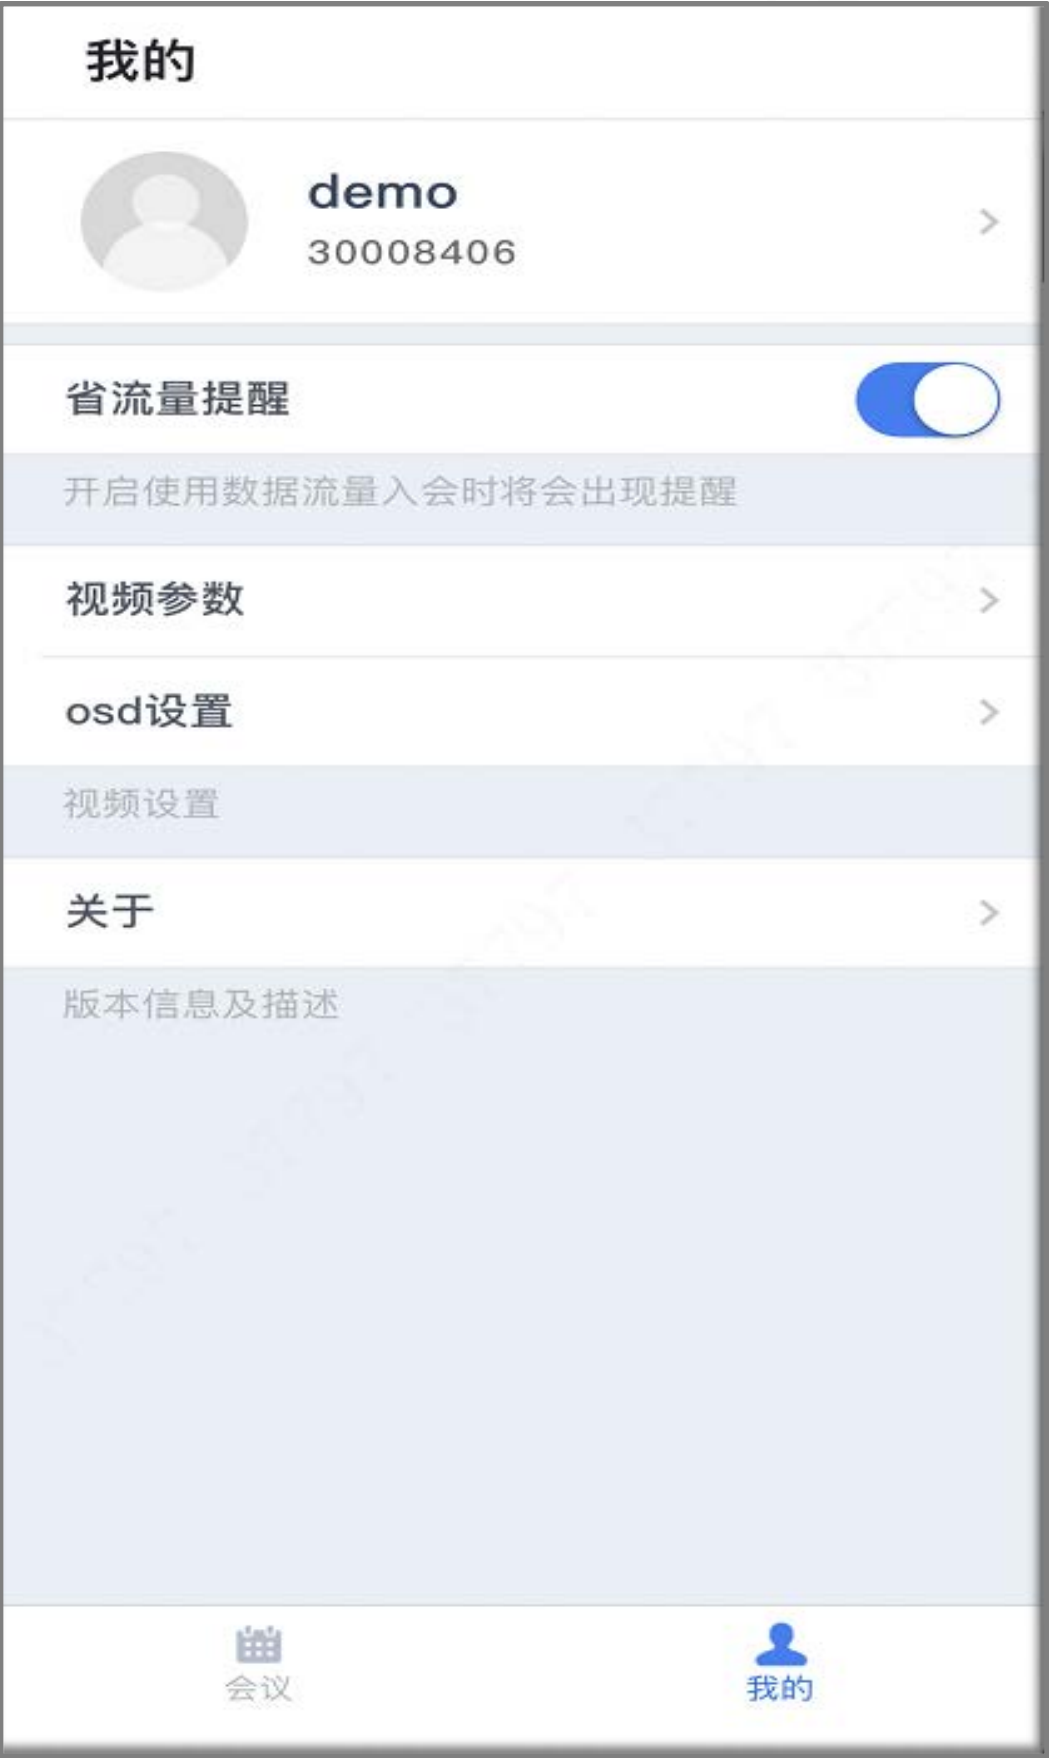 我的
demo
30008406
省流量提醒
开启使用数据流量入会时将会出现提醒
视频参数
osd设置
视频设置
关于
版本信息及描述
会议
我的